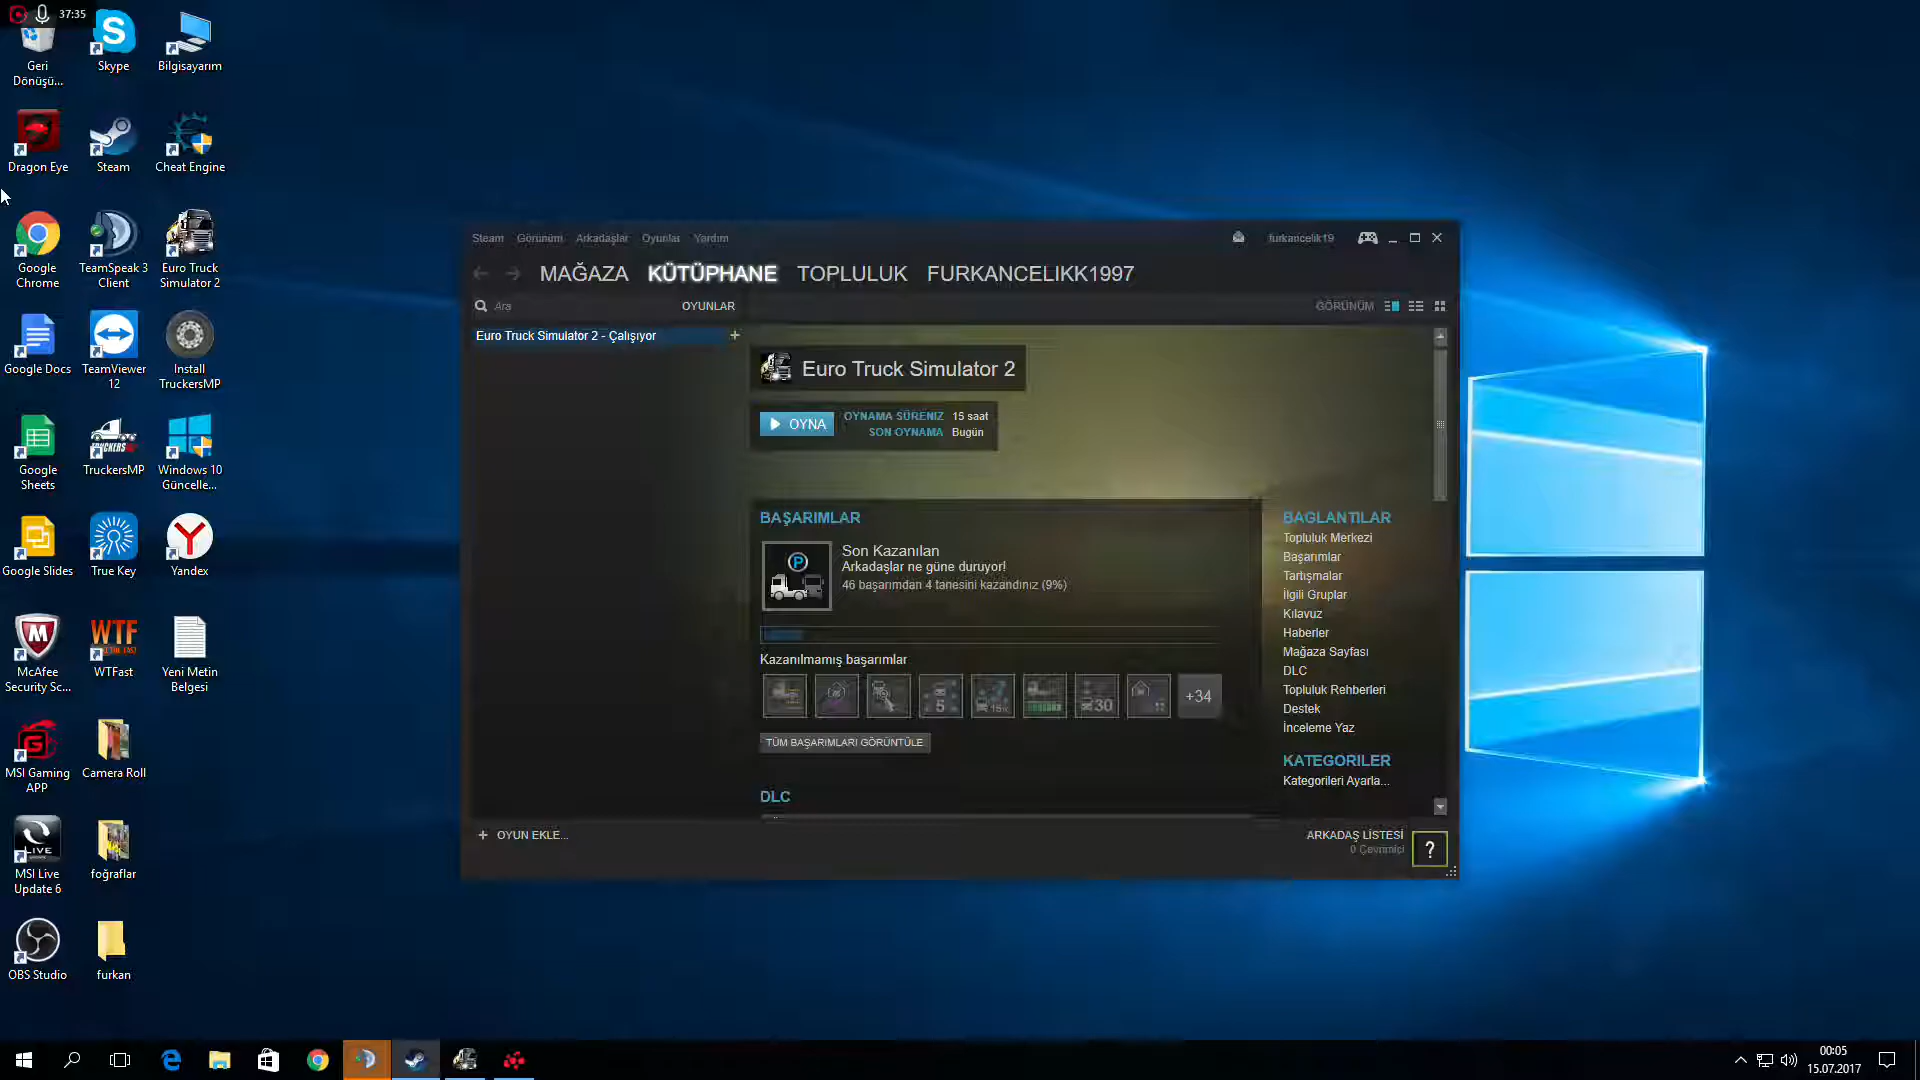 37:35
Geri
Dönüşü...
Skype
Bilgisayarım
Dragon Eye
Steam
Cheat Engine
Google
Chrome
TeamSpeak 3
Client
Euro Truck
Simulator 2
Google Docs
TeamViewer
12
Install
TruckersMP
Google
Sheets
TruckersMP
Windows 10
Güncelle...
Google Slides
True Key
Yandex
McAfee
Security Sc...
WTF
WTFast
Yeni Metin
Belgesi
MSI Gaming
APP
Camera Roll
LIVE
MSI Live
Update 6
foğraflar
OBS Studio
furkan
Steam Görünüm Arkadaşlar Oyunlar Yardım
furkancelik19
MAĞAZA KÜTÜPHANE TOPLULUK FURKANCELIKK1997
Ara
OYUNLAR
GÖRÜNÜM
Euro Truck Simulator 2 - Çalışıyor
Euro Truck Simulator 2
OYNA
OYNAMA SÜRENİZ 15 saat
SON OYNAMA Bugün
BAŞARIMLAR
Son Kazanılan
Arkadaşlar ne güne duruyor!
46 başarımdan 4 tanesini kazandınız (9%)
Kazanılmamış başarımlar
5
15k
30
+34
TÜM BAŞARIMLARI GÖRÜNTÜLE
DLC
BAĞLANTILAR
Topluluk Merkezi
Başarımlar
Tartışmalar
İlgili Gruplar
Kılavuz
Haberler
Mağaza Sayfası
DLC
Topluluk Rehberleri
Destek
İnceleme Yaz
KATEGORİLER
Kategorileri Ayarla...
OYUN EKLE...
ARKADAŞ LİSTESİ
0 Çevrimiçi
?
00:05
15.07.2017